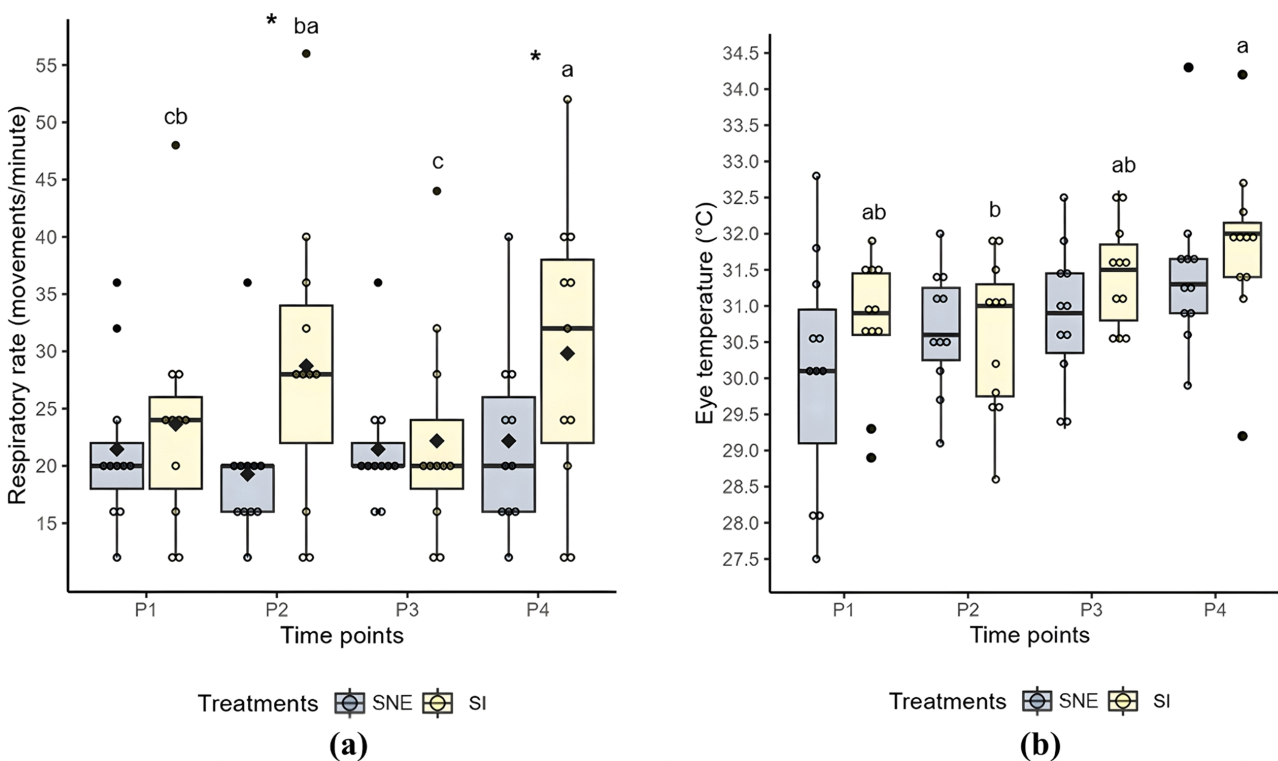 * ba
* a
cb
c
Respiratory rate (movements/minute)
55
50
45
40
35
30
25
20
15
P1 P2 P3 P4
Time points
Treatments SNE SI
(a)
a
ab
ab
b
Eye temperature (°C)
34.5
34.0
33.5
33.0
32.5
32.0
31.5
31.0
30.5
30.0
29.5
29.0
28.5
28.0
27.5
P1 P2 P3 P4
Time points
Treatments SNE SI
(b)